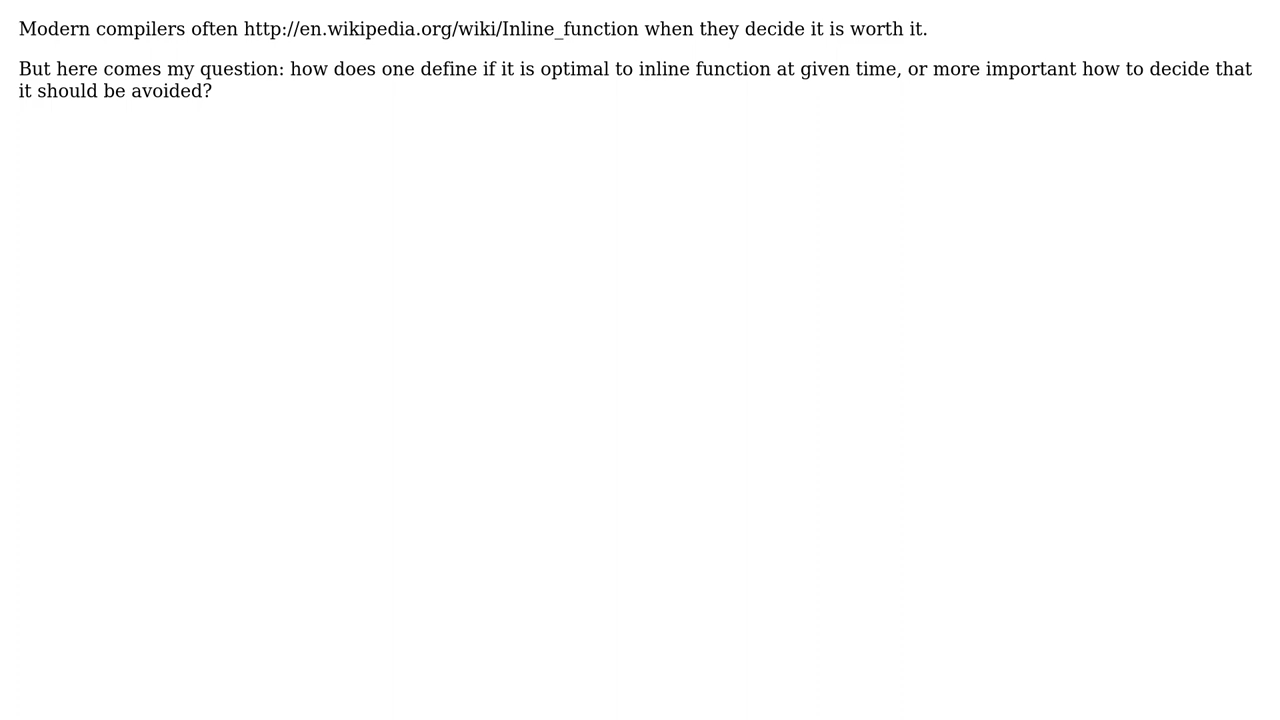 Modern compilers often http://en.wikipedia.org/wiki/Inline_function when they decide it is worth it.
But here comes my question: how does one define if it is optimal to inline function at given time, or more important how to decide that
it should be avoided?